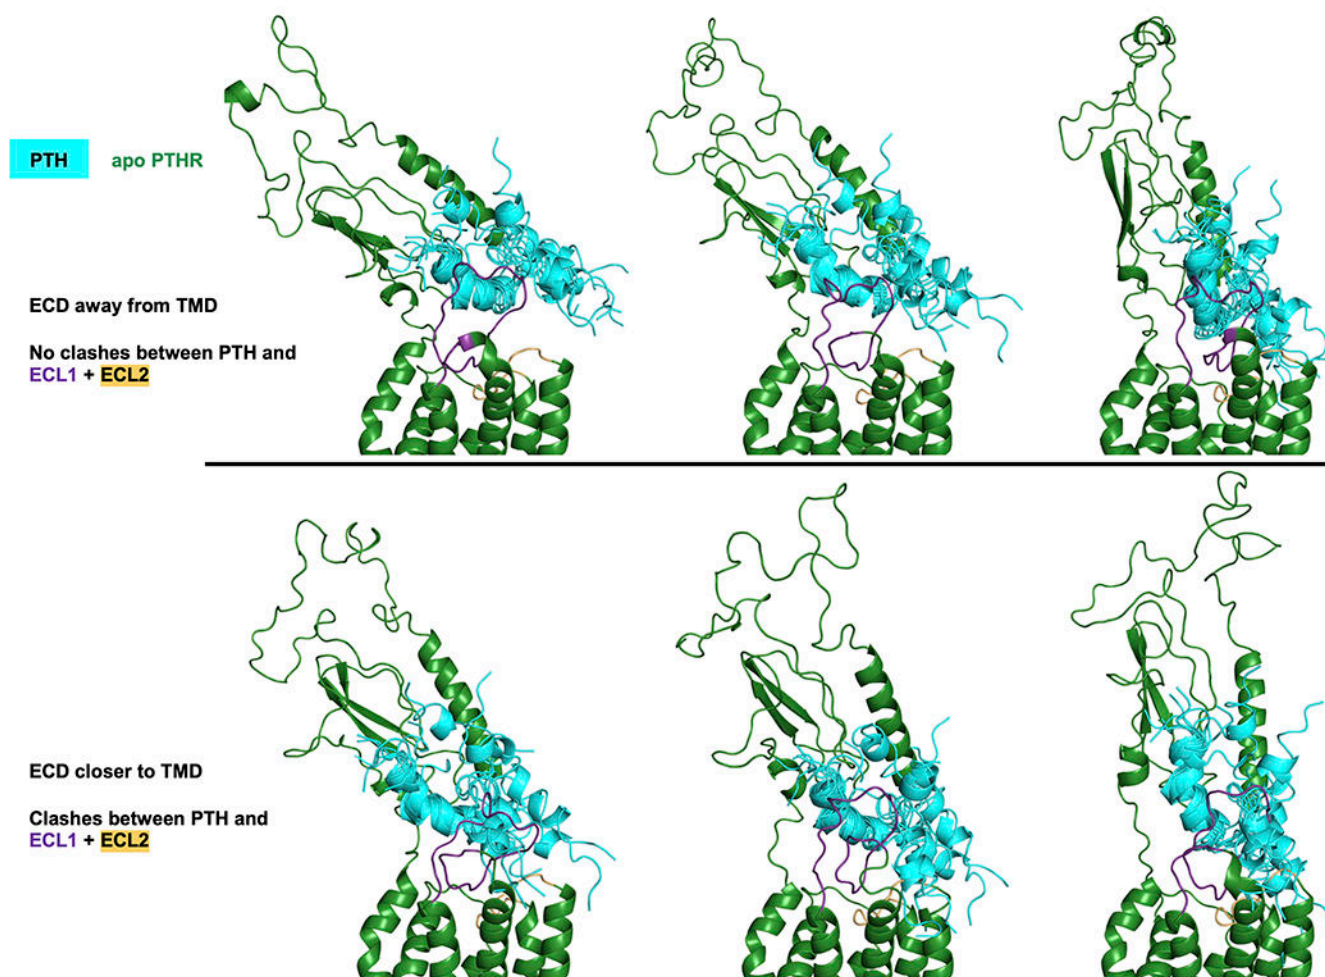 PTH apo PTHR
ECD away from TMD
No clashes between PTH and
ECL1 + ECL2
ECD closer to TMD
Clashes between PTH and
ECL1 + ECL2